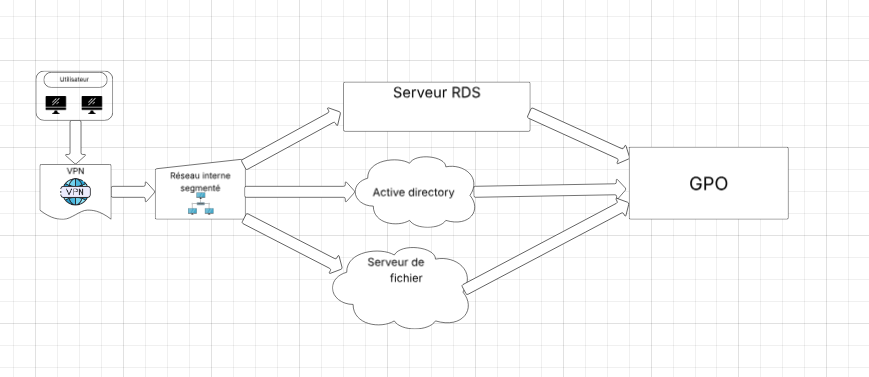 Utilisateur
VPN
VPN
Réseau interne
segmenté
Serveur RDS
Active directory
Serveur de
fichier
GPO